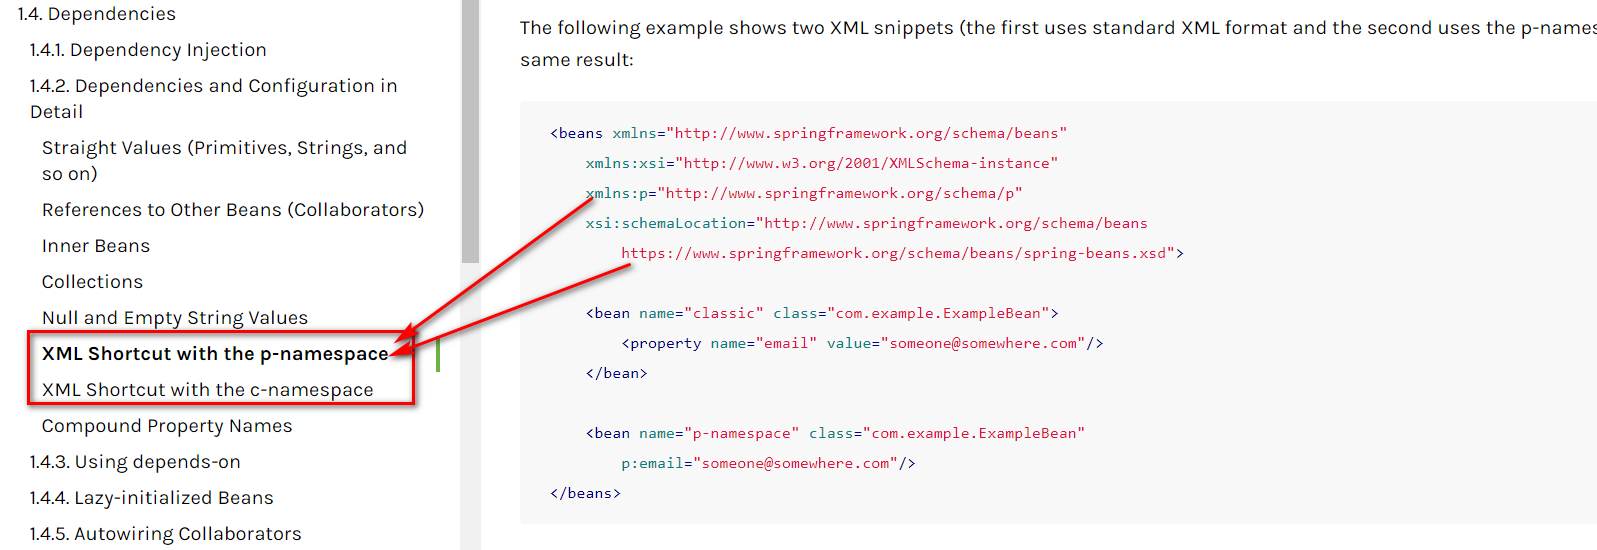 1.4. Dependencies
1.4.1. Dependency Injection
1.4.2. Dependencies and Configuration in
Detail
Straight Values (Primitives, Strings, and
so on)
References to Other Beans (Collaborators)
Inner Beans
Collections
Null and Empty String Values
XML Shortcut with the p-namespace
XML Shortcut with the c-namespace
Compound Property Names
1.4.3. Using depends-on
1.4.4. Lazy-initialized Beans
1.4.5. Autowiring Collaborators
The following example shows two XML snippets (the first uses standard XML format and the second uses the p-names
same result:
<beans xmlns="http://www.springframework.org/schema/beans"
xmlns:xsi="http://www.w3.org/2001/XMLSchema-instance"
xmlns:p="http://www.springframework.org/schema/p"
xsi:schemaLocation="http://www.springframework.org/schema/beans
https://www.springframework.org/schema/beans/spring-beans.xsd">
<bean name="classic" class="com.example.ExampleBean">
<property name="email" value="someone@somewhere.com"/>
</bean>
<bean name="p-namespace" class="com.example.ExampleBean"
p:email="someone@somewhere.com"/>
</beans>